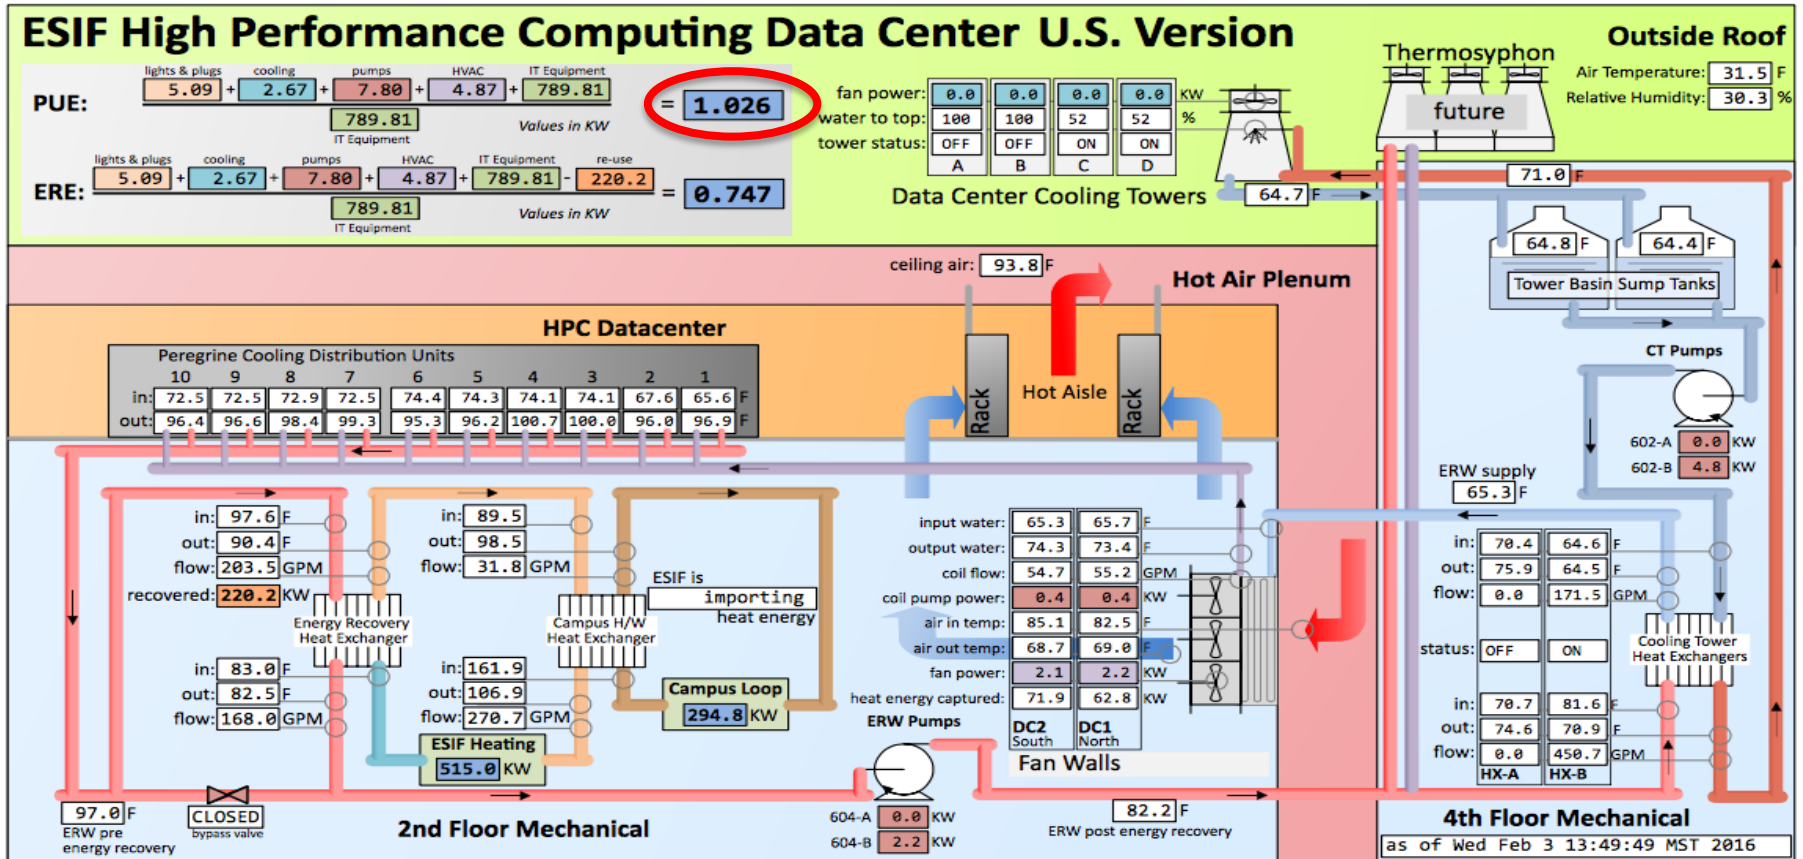 ESIF High Performance Computing Data Center U.S. Version
lights & plugs cooling pumps HVAC IT Equipment
PUE: 5.09 + 2.67 + 7.80 + 4.87 + 789.81 = 1.026
789.81
IT Equipment
Values in KW
lights & plugs cooling pumps HVAC IT Equipment re-use
ERE: 5.09 + 2.67 + 7.80 + 4.87 + 789.81 - 220.2 = 0.747
789.81
IT Equipment
Values in KW
fan power: 0.0 0.0 0.0 0.0 KW
water to top: 100 100 52 52 %
tower status: OFF OFF ON ON
A B C D
Data Center Cooling Towers
64.7 F
Thermosyphon
future
Outside Roof
Air Temperature: 31.5 F
Relative Humidity: 30.3 %
71.0 F
64.8 F 64.4 F
Tower Basin Sump Tanks
CT Pumps
602-A 0.0 KW
602-B 4.8 KW
ceiling air: 93.8 F
Hot Air Plenum
HPC Datacenter
Peregrine Cooling Distribution Units
10 9 8 7 6 5 4 3 2 1
in: 72.5 72.5 72.9 72.5 74.4 74.3 74.1 74.1 67.6 65.6 F
out: 96.4 96.6 98.4 99.3 95.3 96.2 100.7 100.0 96.0 96.9 F
Rack
Hot Aisle
Rack
in: 97.6 F
out: 90.4 F
flow: 203.5 GPM
recovered: 220.2 KW
Energy Recovery
Heat Exchanger
in: 83.0 F
out: 82.5 F
flow: 168.0 GPM
in: 89.5
out: 98.5
flow: 31.8 GPM
ESIF is
importing
heat energy
Campus H/W
Heat Exchanger
in: 161.9
out: 106.9
flow: 270.7 GPM
Campus Loop
294.8 KW
ESIF Heating
515.0 KW
97.0 F
ERW pre
energy recovery
CLOSED
bypass valve
2nd Floor Mechanical
ERW Pumps
604-A 0.0 KW
604-B 2.2 KW
input water: 65.3 65.7 F
output water: 74.3 73.4 F
coil flow: 54.7 55.2 GPM
coil pump power: 0.4 0.4 KW
air in temp: 85.1 82.5 F
air out temp: 68.7 69.0 F
fan power: 2.1 2.2 KW
heat energy captured: 71.9 62.8 KW
DC2 DC1
South North
Fan Walls
82.2 F
ERW post energy recovery
ERW supply
65.3 F
in: 70.4 64.6 F
out: 75.9 64.5 F
flow: 0.0 171.5 GPM
status: OFF ON
Cooling Tower
Heat Exchangers
in: 70.7 81.6 F
out: 74.6 70.9 F
flow: 0.0 450.7 GPM
HX-A HX-B
4th Floor Mechanical
as of Wed Feb 3 13:49:49 MST 2016